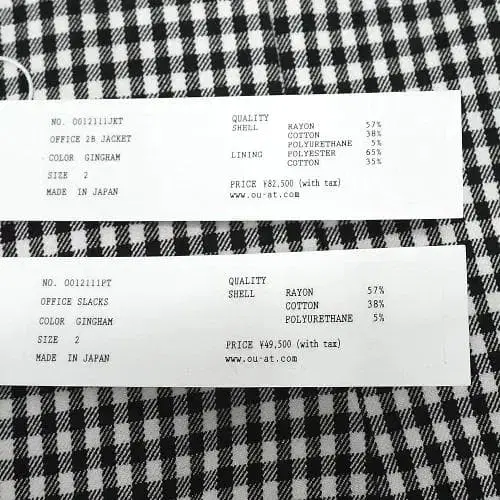 NO. O012111JKT
OFFICE 2B JACKET
COLOR GINGHAM
SIZE 2
MADE IN JAPAN
QUALITY
SHELL RAYON 57%
COTTON 38%
POLYURETHANE 5%
LINING POLYESTER 65%
COTTON 35%
PRICE ¥82,500 (with tax)
www.ou-at.com
NO. O012111PT
OFFICE SLACKS
COLOR GINGHAM
SIZE 2
MADE IN JAPAN
QUALITY
SHELL RAYON 57%
COTTON 38%
POLYURETHANE 5%
PRICE ¥49,500 (with tax)
www.ou-at.com